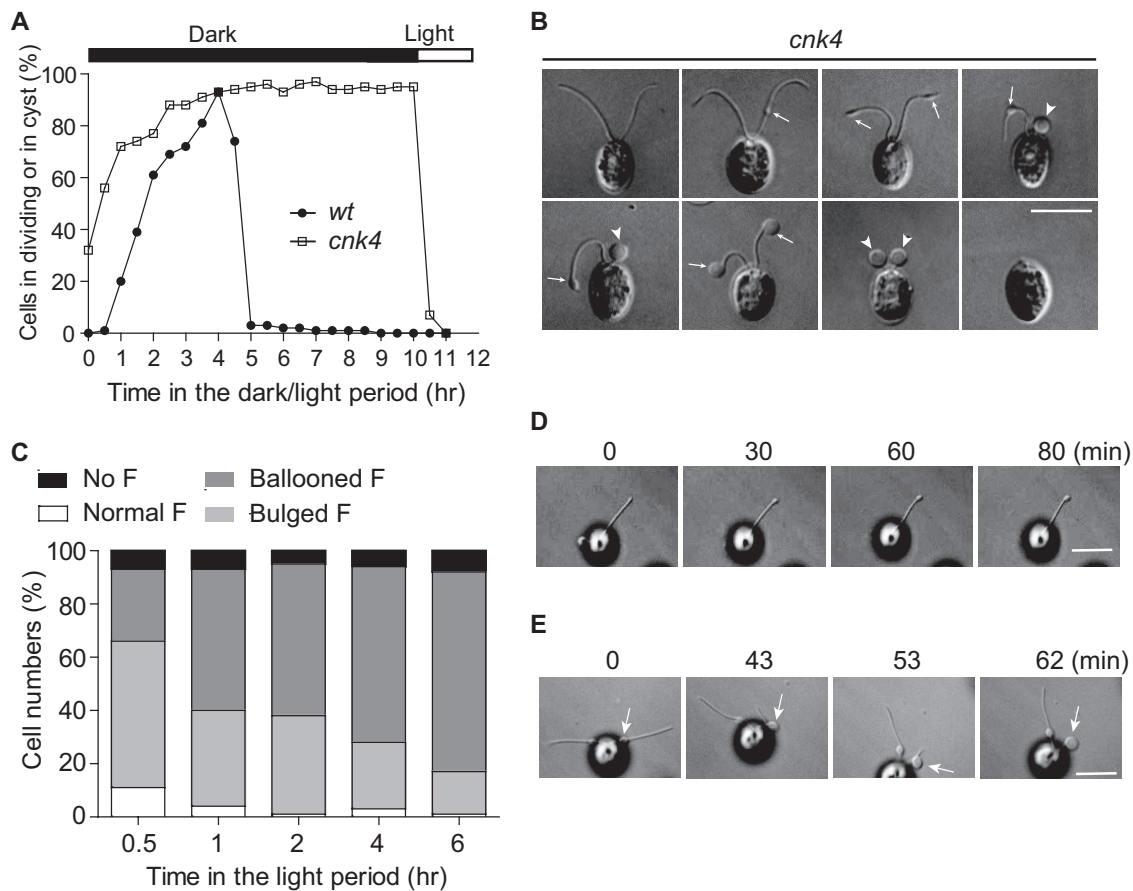 A
Dark
Light
Cells in dividing or in cyst (%)
100
80
60
40
20
0
wt
cnk4
0 1 2 3 4 5 6 7 8 9 10 11 12
Time in the dark/light period (hr)
B
cnk4
C
No F
Ballooned F
Normal F
Bulged F
Cell numbers (%)
100
80
60
40
20
0
0.5 1 2 4 6
Time in the light period (hr)
D
0 30 60 80 (min)
E
0 43 53 62 (min)